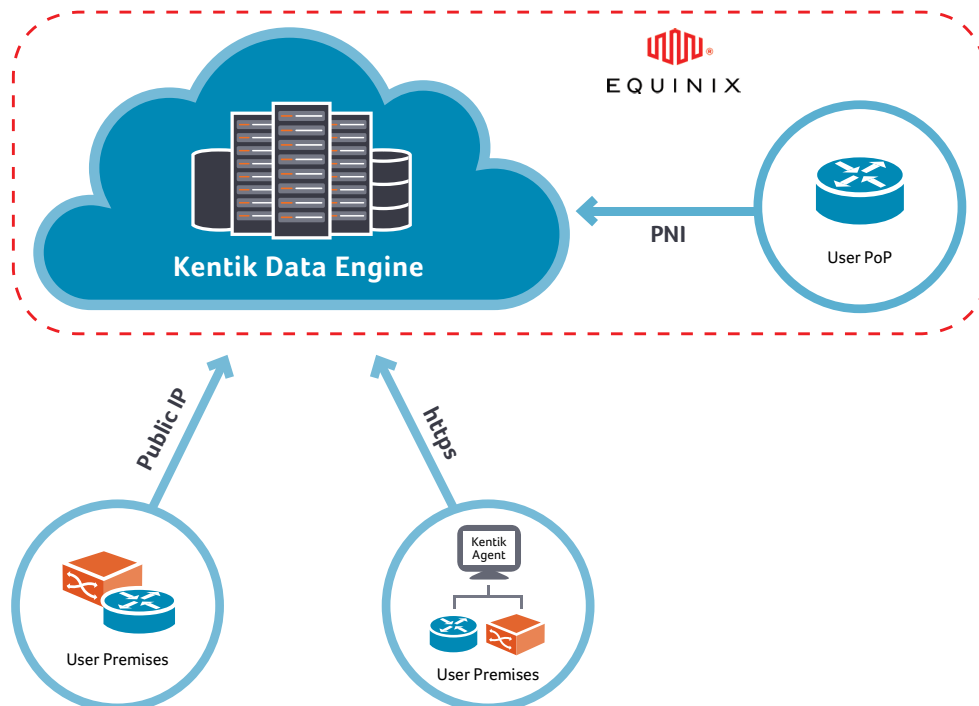 EQUINIX
®
Kentik Data Engine
PNI
User PoP
Public IP
https
User Premises
Kentik
Agent
User Premises